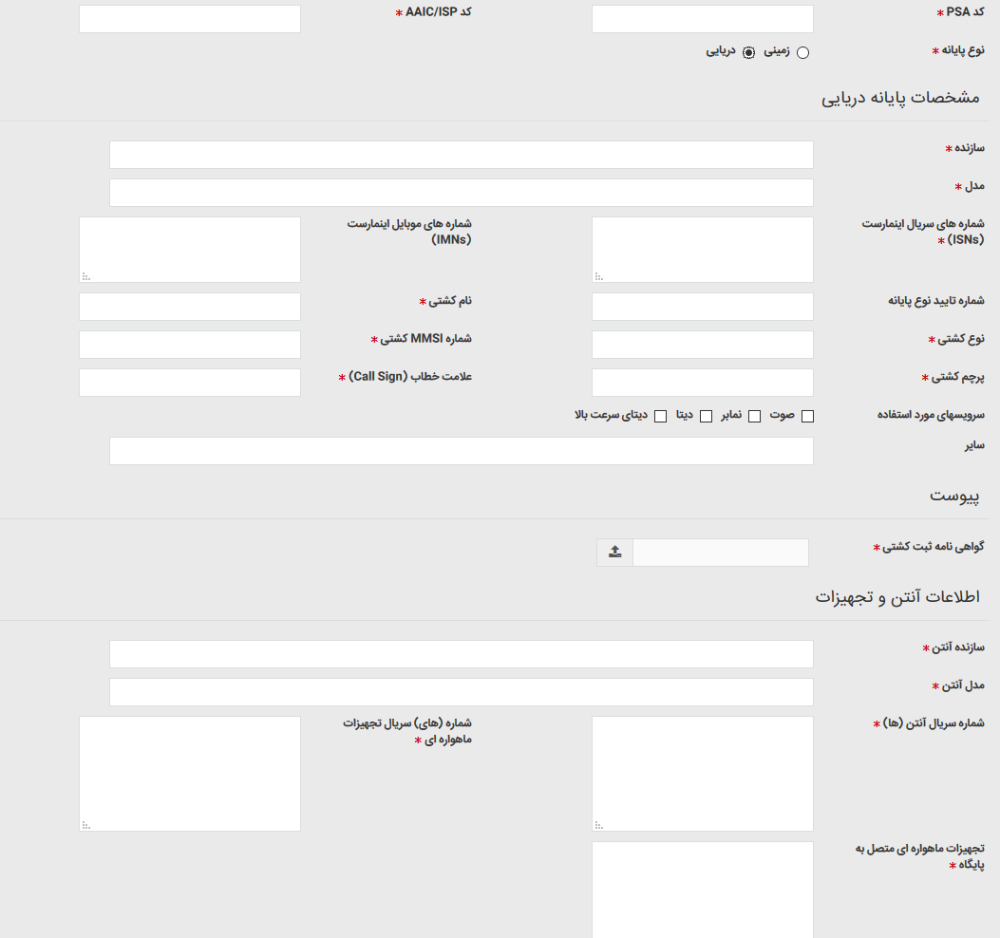 کد PSA *
کد AAIC/ISP *
نوع پایانه *
زمینی
دریایی
مشخصات پایانه دریایی
سازنده *
مدل *
شماره های سریال اینمارست
(ISNs) *
شماره های موبایل اینمارست
(IMNs)
شماره تایید نوع پایانه
نام کشتی *
نوع کشتی *
شماره MMSI کشتی *
پرچم کشتی *
علامت خطاب (Call Sign) *
سرویسهای مورد استفاده
صوت
نمابر
دیتا
دیتای سرعت بالا
سایر
پیوست
گواهی نامه ثبت کشتی *
اطلاعات آنتن و تجهیزات
سازنده آنتن *
مدل آنتن *
شماره سریال آنتن (ها) *
شماره (های) سریال تجهیزات
ماهواره ای *
تجهیزات ماهواره ای متصل به
پایگاه *